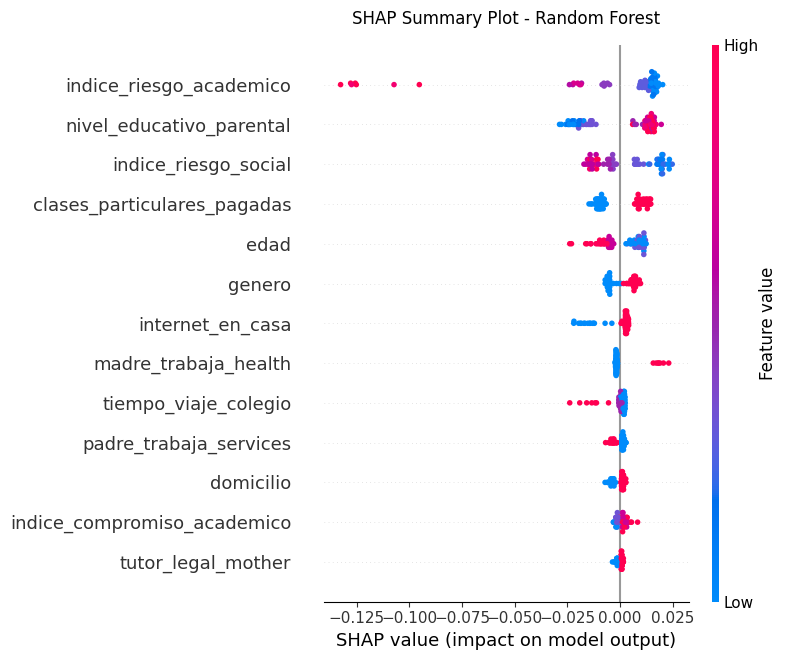 SHAP Summary Plot - Random Forest
High
indice_riesgo_academico
nivel_educativo_parental
indice_riesgo_social
clases_particulares_pagadas
edad
genero
internet_en_casa
madre_trabaja_health
tiempo_viaje_colegio
padre_trabaja_services
domicilio
indice_compromiso_academico
tutor_legal_mother
Feature value
Low
−0.125 −0.100 −0.075 −0.050 −0.025 0.000 0.025
SHAP value (impact on model output)